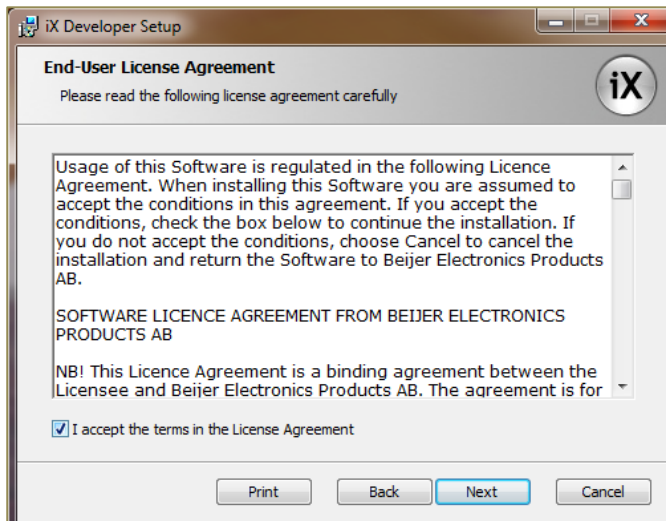 iX Developer Setup
End-User License Agreement
Please read the following license agreement carefully
iX
Usage of this Software is regulated in the following Licence
Agreement. When installing this Software you are assumed to
accept the conditions in this agreement. If you accept the
conditions, check the box below to continue the installation. If
you do not accept the conditions, choose Cancel to cancel the
installation and return the Software to Beijer Electronics Products
AB.
SOFTWARE LICENCE AGREEMENT FROM BEIJER ELECTRONICS
PRODUCTS AB
NB! This Licence Agreement is a binding agreement between the
Licensee and Beijer Electronics Products AB. The agreement is for
I accept the terms in the License Agreement
Print Back Next Cancel